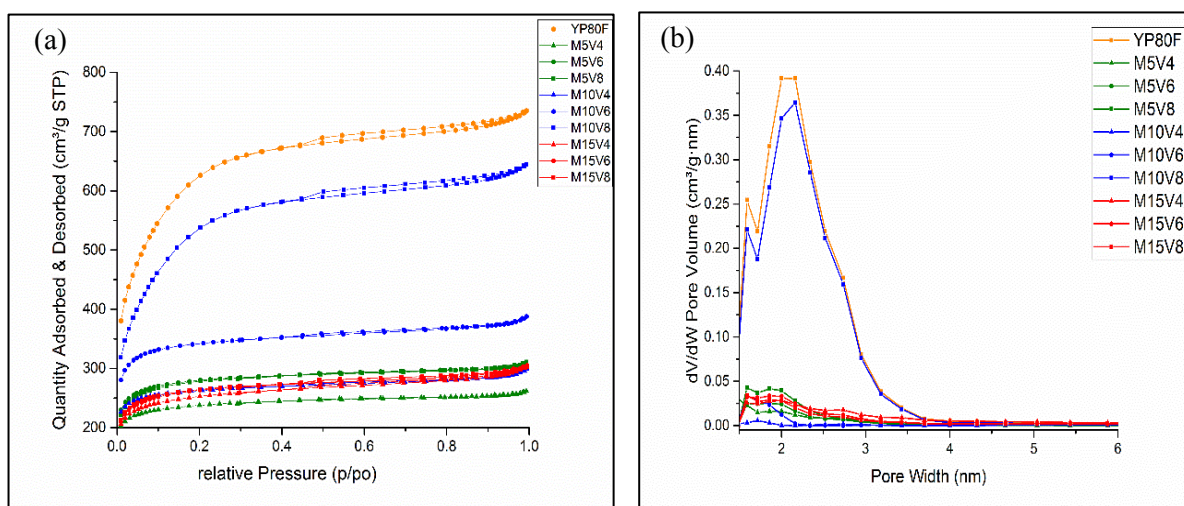 (a)
YP80F
M5V4
M5V6
M5V8
M10V4
M10V6
M10V8
M15V4
M15V6
M15V8
Quantity Adsorbed & Desorbed (cm³/g STP)
800
700
600
500
400
300
200
0.0 0.2 0.4 0.6 0.8 1.0
relative Pressure (p/po)
(b)
YP80F
M5V4
M5V6
M5V8
M10V4
M10V6
M10V8
M15V4
M15V6
M15V8
dV/dW Pore Volume (cm³/g·nm)
0.40
0.35
0.30
0.25
0.20
0.15
0.10
0.05
0.00
2 3 4 5 6
Pore Width (nm)